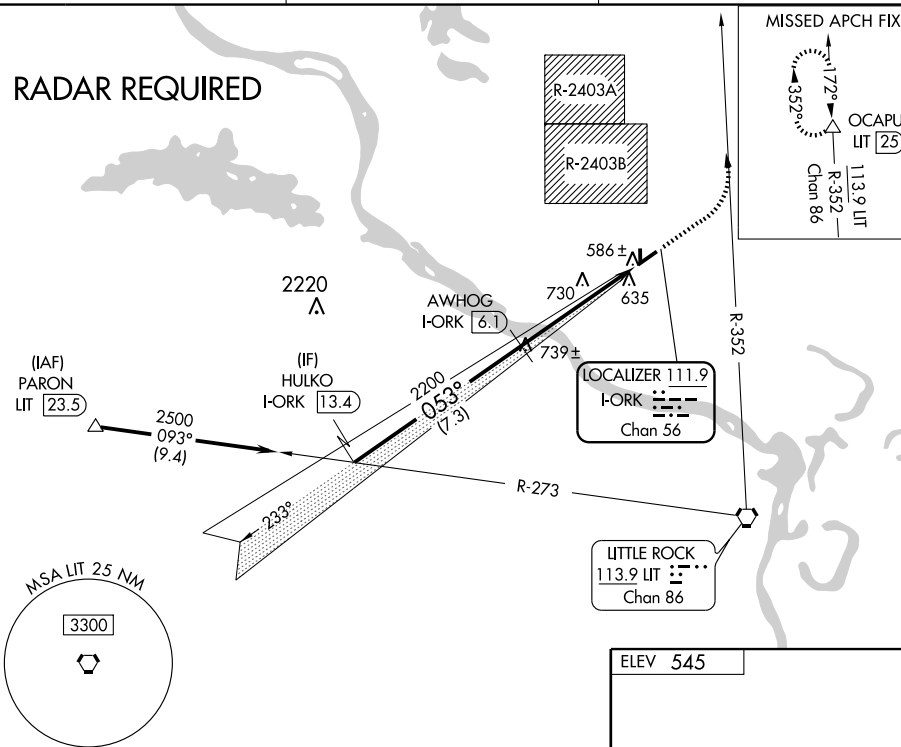 RADAR REQUIRED
R-2403A
R-2403B
MISSED APCH FIX
172°
352°
OCAPU
LIT 25
113.9 LIT
R-352
Chan 86
586±
730
635
2220
AWHOG
I-ORK 6.1
739±
R-352
(IAF)
PARON
LIT 23.5
(IF)
HULKO
I-ORK 13.4
2200
053°
(7.3)
LOCALIZER 111.9
I-ORK
Chan 56
2500
093°
(9.4)
R-273
233°
LITTLE ROCK
113.9 LIT
Chan 86
MSA LIT 25 NM
3300
ELEV 545